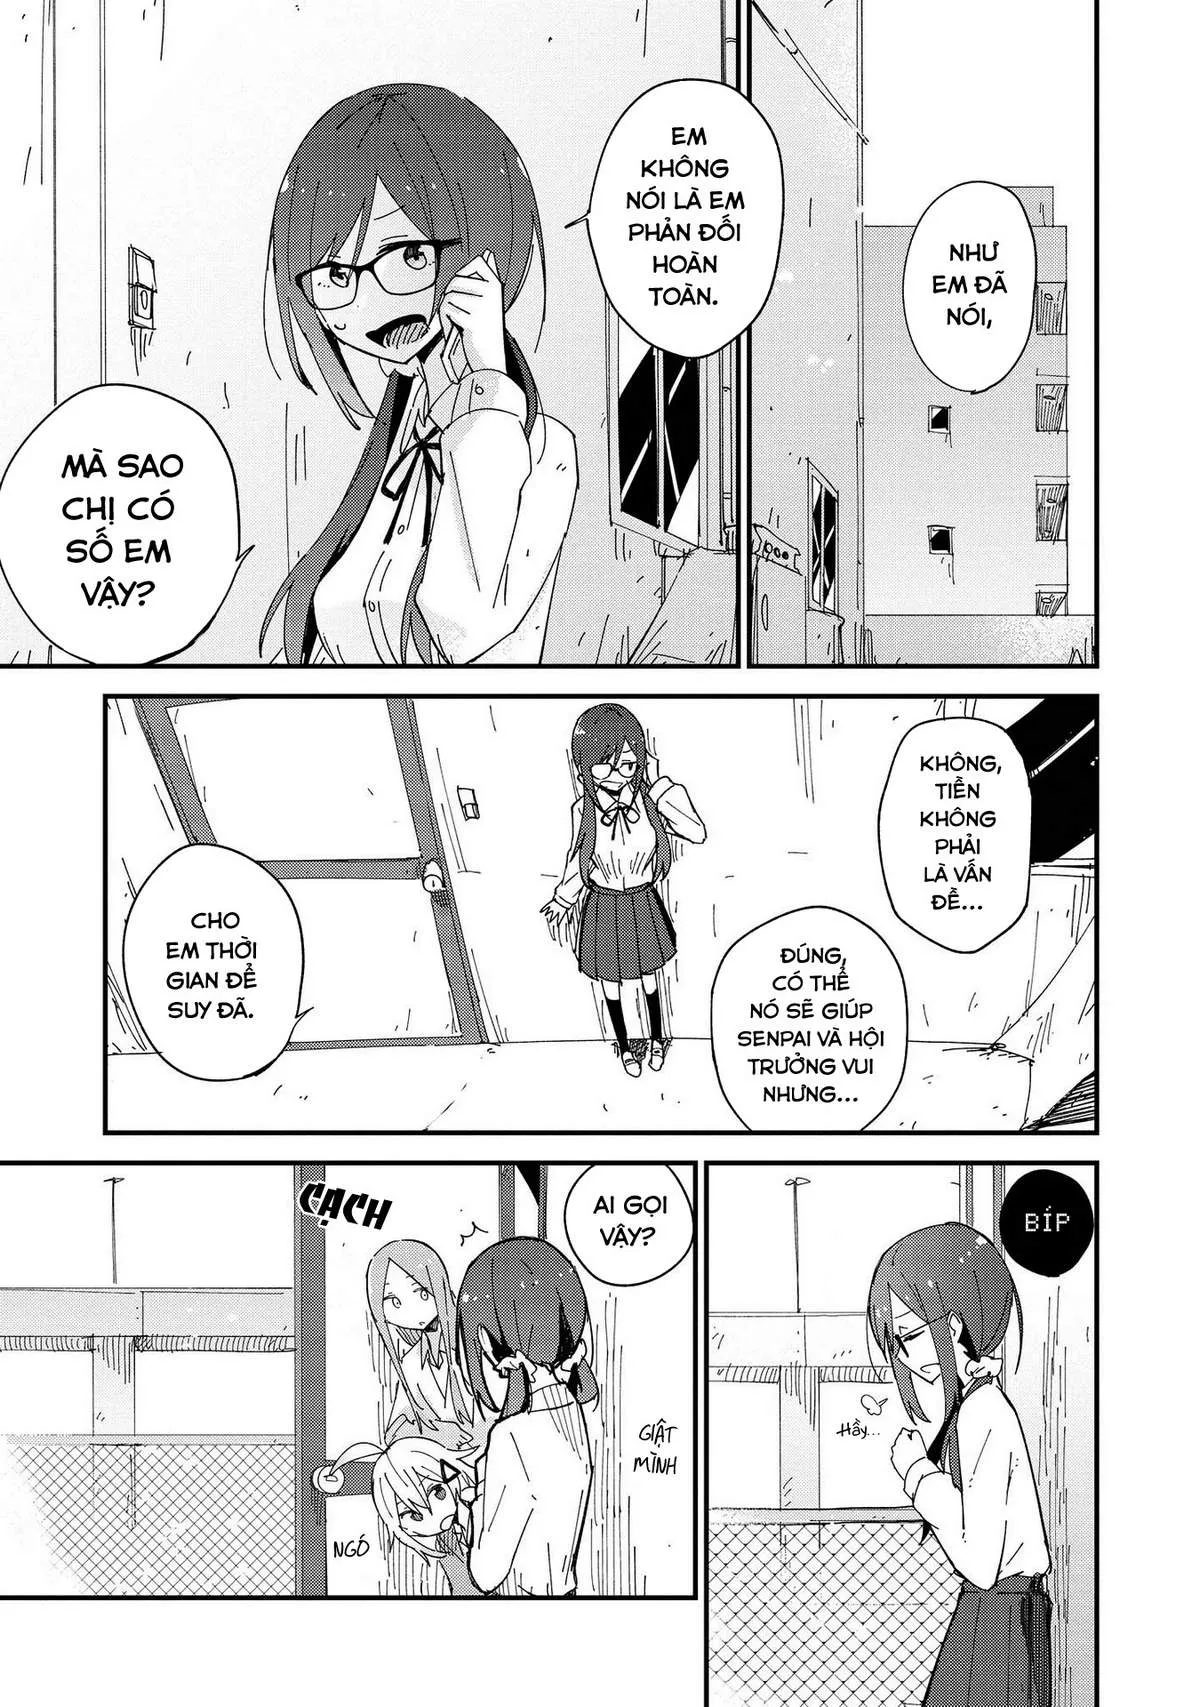 NHƯ
EM ĐÃ
NÓI,
EM
KHÔNG
NÓI LÀ EM
PHẢN ĐỐI
HOÀN
TOÀN.
MÀ SAO
CHỊ CÓ
SỐ EM
VẬY?
KHÔNG,
TIỀN
KHÔNG
PHẢI
LÀ VẤN
ĐỀ...
ĐÚNG,
CÓ THỂ
NÓ SẼ GIÚP
SENPAI VÀ HỘI
TRƯỞNG VUI
NHƯNG...
CHO
EM THỜI
GIAN ĐỂ
SUY ĐÃ.
BÍP
Hầy...
AI GỌI
VẬY?
CẠCH
GIẬT
MÌNH
NGÓ